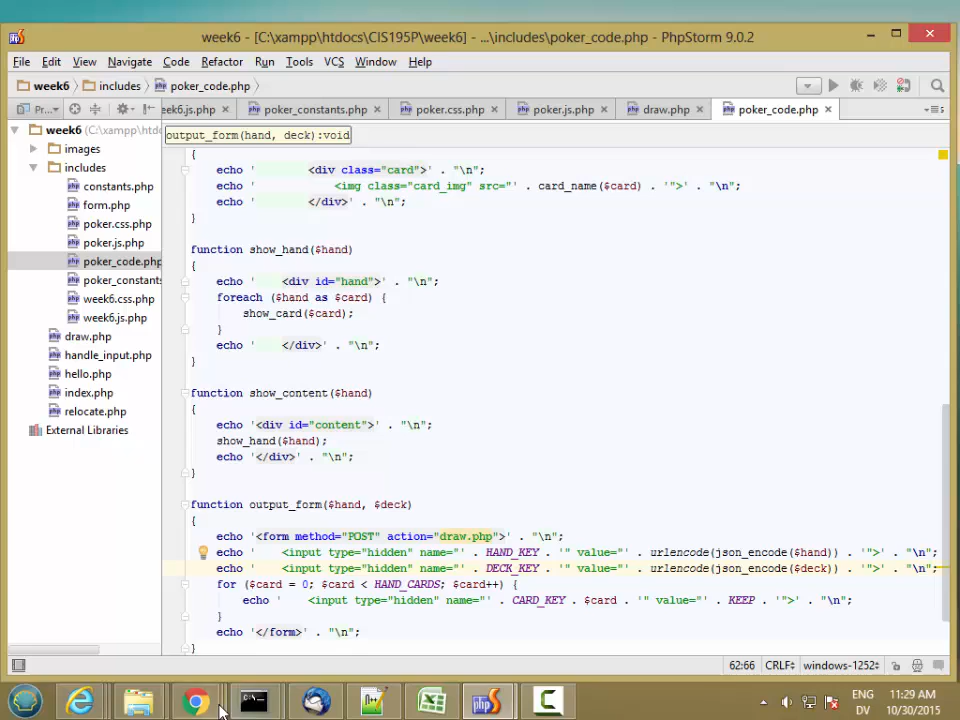 week6 - [C:\xampp\htdocs\CIS195P\week6] - ...\includes\poker_code.php - PhpStorm 9.0.2
File Edit View Navigate Code Refactor Run Tools VCS Window Help
week6 includes poker_code.php
Pr... eek6.js.php poker_constants.php poker.css.php poker.js.php draw.php poker_code.php
week6 (C:\xampp\htdoc
images
includes
constants.php
form.php
poker.css.php
poker.js.php
poker_code.php
poker_constants
week6.css.php
week6.js.php
draw.php
handle_input.php
hello.php
index.php
relocate.php
External Libraries
output_form(hand, deck):void
{
echo '        <div class="card">' . "\n";
echo '            <img class="card_img" src="' . card_name($card) . '">' . "\n";
echo '        </div>' . "\n";
}
function show_hand($hand)
{
echo '    <div id="hand">' . "\n";
foreach ($hand as $card) {
show_card($card);
}
echo '    </div>' . "\n";
}
function show_content($hand)
{
echo '<div id="content">' . "\n";
show_hand($hand);
echo '</div>' . "\n";
}
function output_form($hand, $deck)
{
echo '<form method="POST" action="draw.php">' . "\n";
echo '    <input type="hidden" name="' . HAND_KEY . '" value="' . urlencode(json_encode($hand)) . '">' . "\n";
echo '    <input type="hidden" name="' . DECK_KEY . '" value="' . urlencode(json_encode($deck)) . '">' . "\n";
for ($card = 0; $card < HAND_CARDS; $card++) {
echo '    <input type="hidden" name="' . CARD_KEY . $card . '" value="' . KEEP . '">' . "\n";
}
echo '</form>' . "\n";
}
62:66 CRLF windows-1252
ENG 11:29 AM
DV 10/30/2015